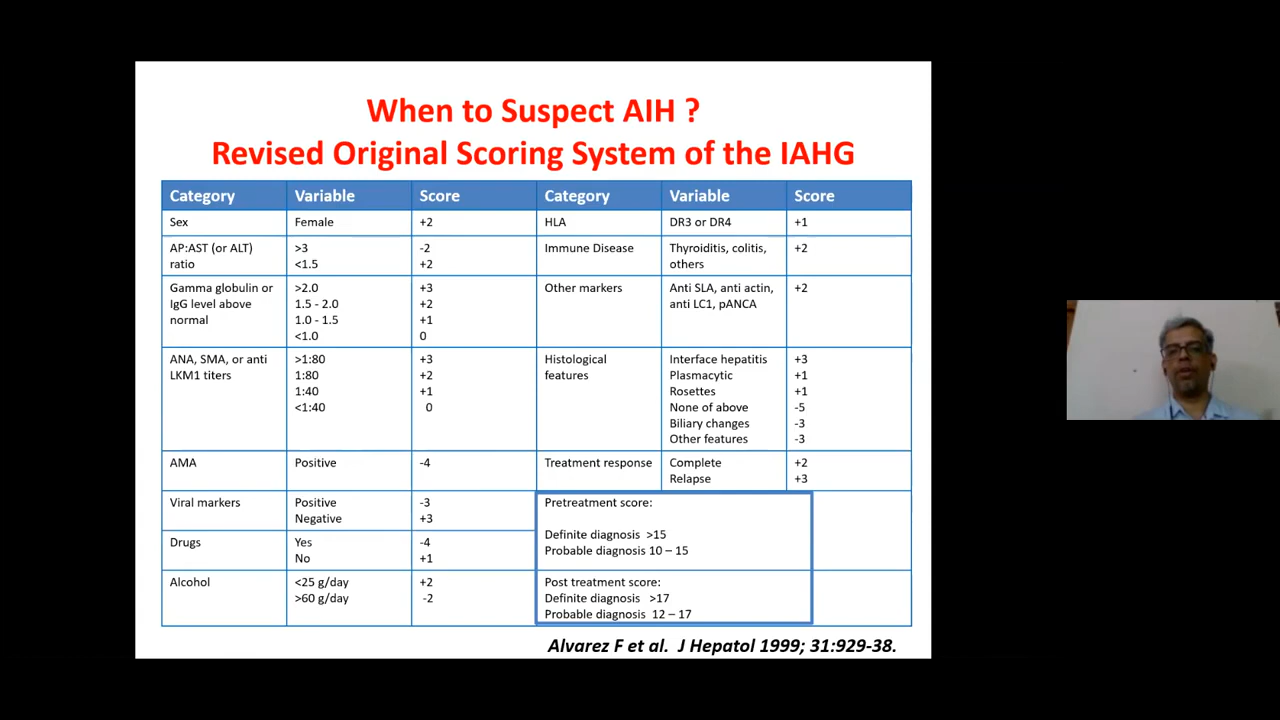 When to Suspect AIH ?
Revised Original Scoring System of the IAHG
Category Variable Score Category Variable Score
Sex Female +2 HLA DR3 or DR4 +1
AP:AST (or ALT) >3 -2 Immune Disease Thyroiditis, colitis, +2
ratio <1.5 +2 others
Gamma globulin or >2.0 +3 Other markers Anti SLA, anti actin, +2
IgG level above 1.5 - 2.0 +2 anti LC1, pANCA
normal 1.0 - 1.5 +1
<1.0 0
ANA, SMA, or anti >1:80 +3 Histological Interface hepatitis +3
LKM1 titers 1:80 +2 features Plasmacytic +1
1:40 +1 Rosettes +1
<1:40 0 None of above -5
Biliary changes -3
Other features -3
AMA Positive -4 Treatment response Complete +2
Relapse +3
Viral markers Positive -3 Pretreatment score:
Negative +3
Definite diagnosis >15
Drugs Yes -4 Probable diagnosis 10 – 15
No +1
Alcohol <25 g/day +2 Post treatment score:
>60 g/day -2 Definite diagnosis >17
Probable diagnosis 12 – 17
Alvarez F et al. J Hepatol 1999; 31:929-38.